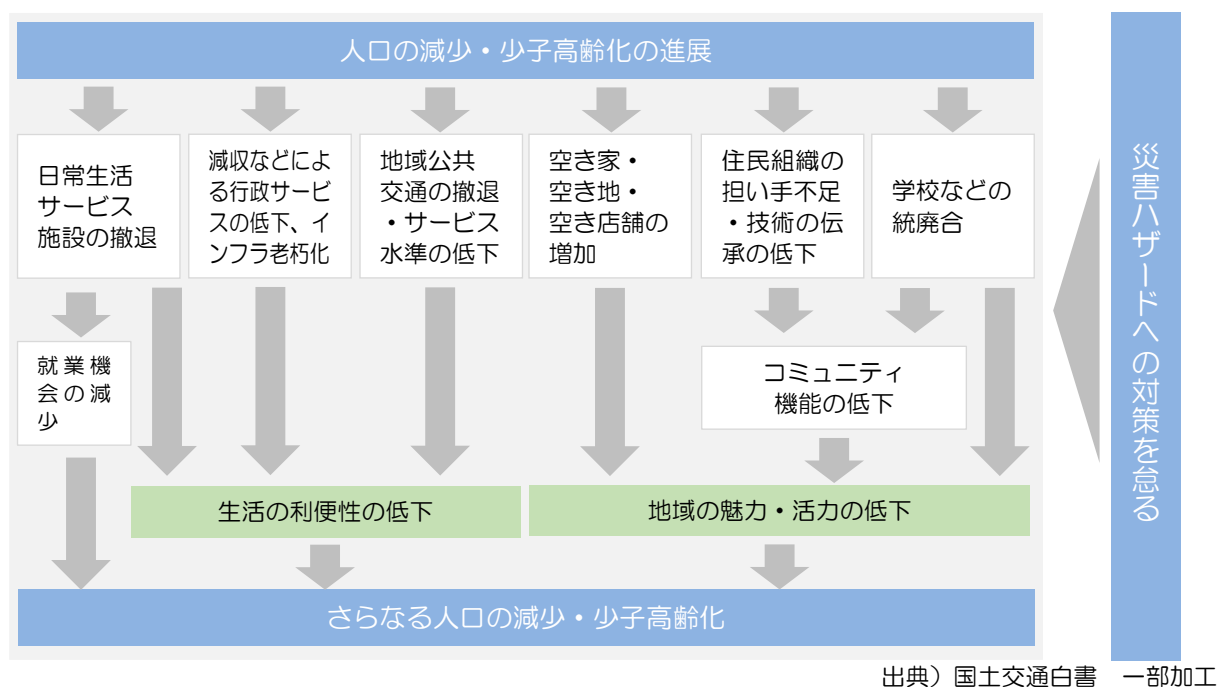 人口の減少・少子高齢化の進展
日常生活
サービス
施設の撤退
減収などによ
る行政サービ
スの低下、イ
ンフラ老朽化
地域公共
交通の撤退
・サービス
水準の低下
空き家・
空き地・
空き店舗の
増加
住民組織の
担い手不足
・技術の伝
承の低下
学校などの
統廃合
就業機
会の減
少
コミュニティ
機能の低下
生活の利便性の低下
地域の魅力・活力の低下
さらなる人口の減少・少子高齢化
災害ハザードへの対策を怠る
出典）国土交通白書　一部加工